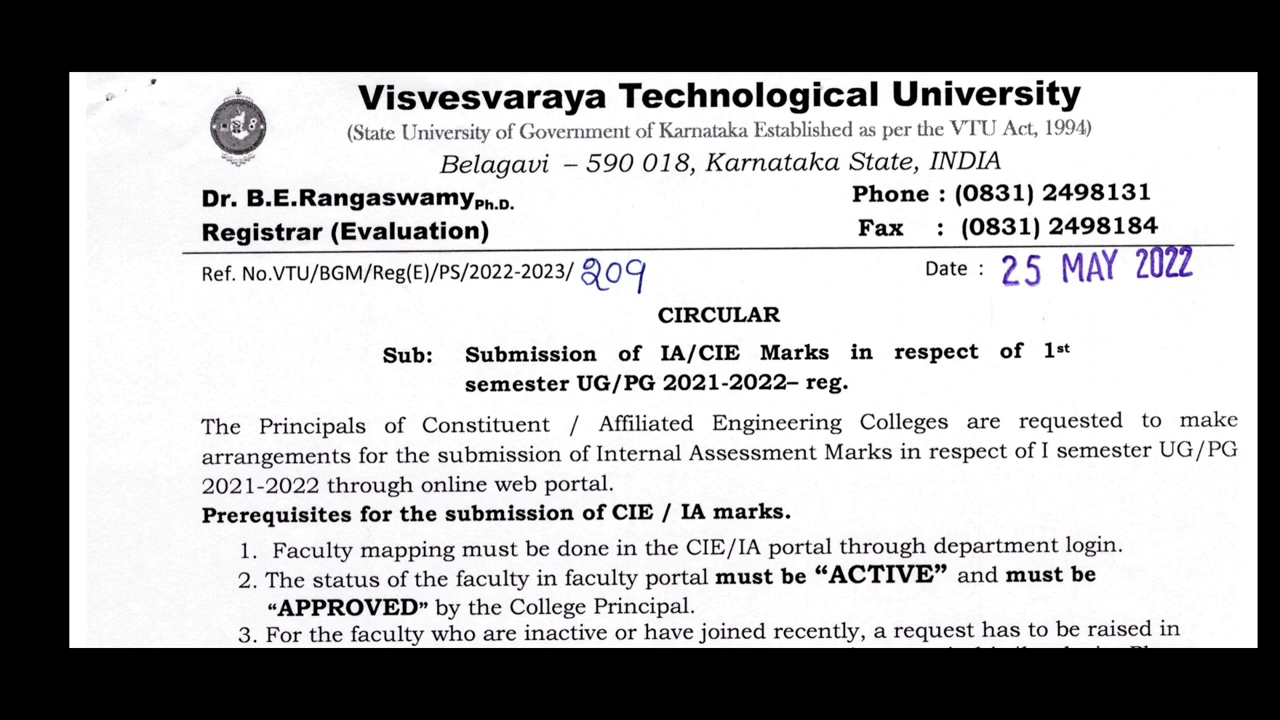 Visvesvaraya Technological University
(State University of Government of Karnataka Established as per the VTU Act, 1994)
Belagavi – 590 018, Karnataka State, INDIA
Dr. B.E.Rangaswamy Ph.D. Phone : (0831) 2498131
Registrar (Evaluation) Fax : (0831) 2498184
Ref. No.VTU/BGM/Reg(E)/PS/2022-2023/ 209 Date : 25 MAY 2022
CIRCULAR
Sub: Submission of IA/CIE Marks in respect of 1st
semester UG/PG 2021-2022– reg.
The Principals of Constituent / Affiliated Engineering Colleges are requested to make
arrangements for the submission of Internal Assessment Marks in respect of I semester UG/PG
2021-2022 through online web portal.
Prerequisites for the submission of CIE / IA marks.
1. Faculty mapping must be done in the CIE/IA portal through department login.
2. The status of the faculty in faculty portal must be “ACTIVE” and must be
“APPROVED” by the College Principal.
3. For the faculty who are inactive or have joined recently, a request has to be raised in